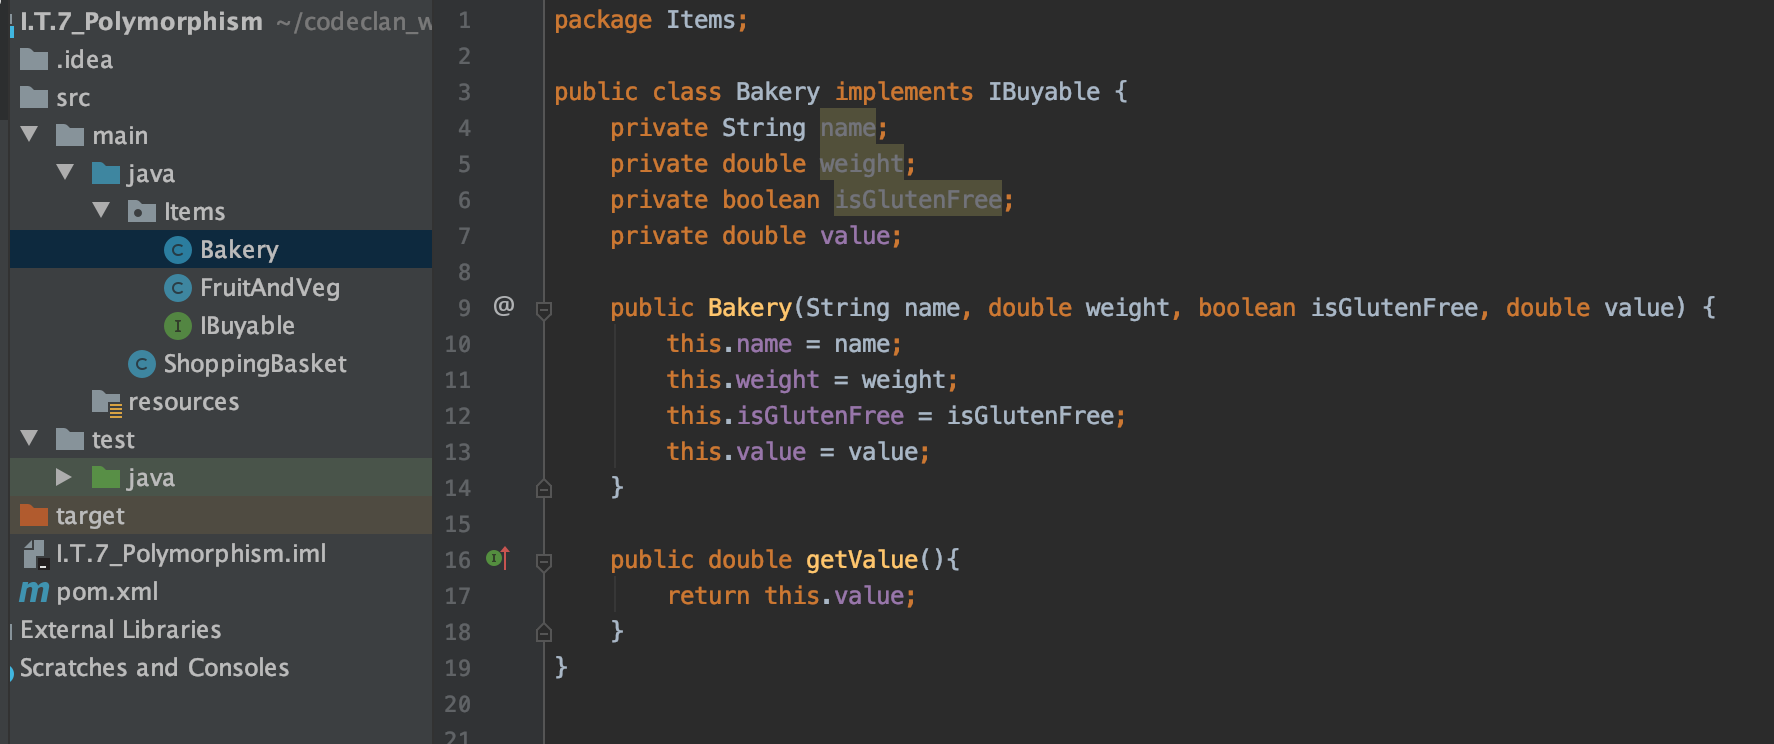 I.T.7_Polymorphism ~/codeclan_w
.idea
src
main
java
Items
Bakery
FruitAndVeg
IBuyable
ShoppingBasket
resources
test
java
target
I.T.7_Polymorphism.iml
pom.xml
External Libraries
Scratches and Consoles
1 package Items;
2
3 public class Bakery implements IBuyable {
4 private String name;
5 private double weight;
6 private boolean isGlutenFree;
7 private double value;
8
9 @ public Bakery(String name, double weight, boolean isGlutenFree, double value) {
10 this.name = name;
11 this.weight = weight;
12 this.isGlutenFree = isGlutenFree;
13 this.value = value;
14 }
15
16 public double getValue(){
17 return this.value;
18 }
19 }
20
21